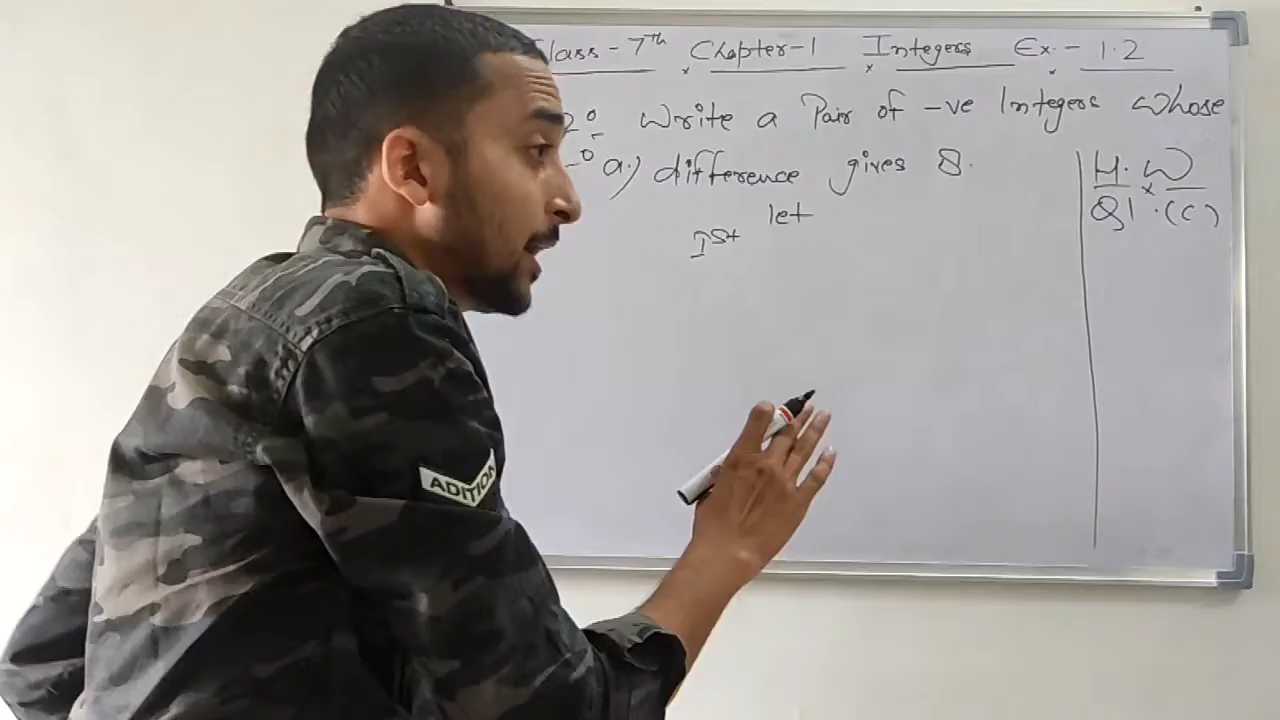 Class - 7th Chapter-1 Integers Ex. - 1.2
Write a Pair of -ve Integers whose
a.) difference gives 8.
let
Ist
H.W
Q1.(c)
ADITION